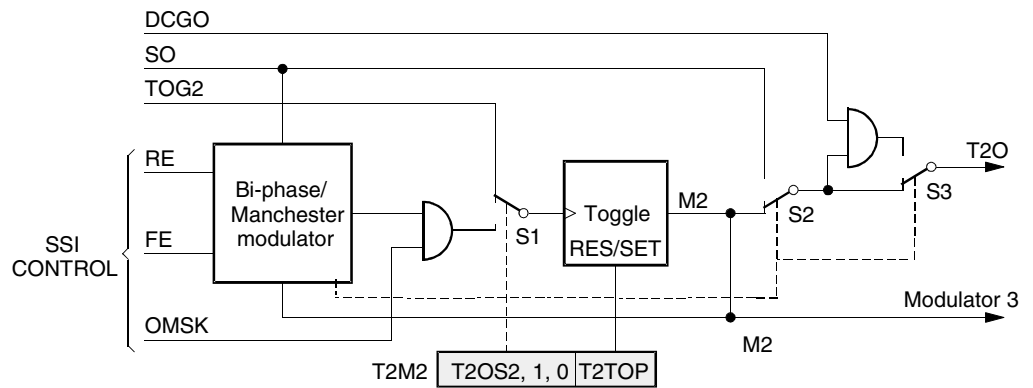 DCGO
SO
TOG2
RE
Bi-phase/
Manchester
modulator
SSI
CONTROL
FE
OMSK
S1
Toggle
RES/SET
M2
S2
S3
T2O
Modulator 3
M2
T2M2
T2OS2, 1, 0
T2TOP